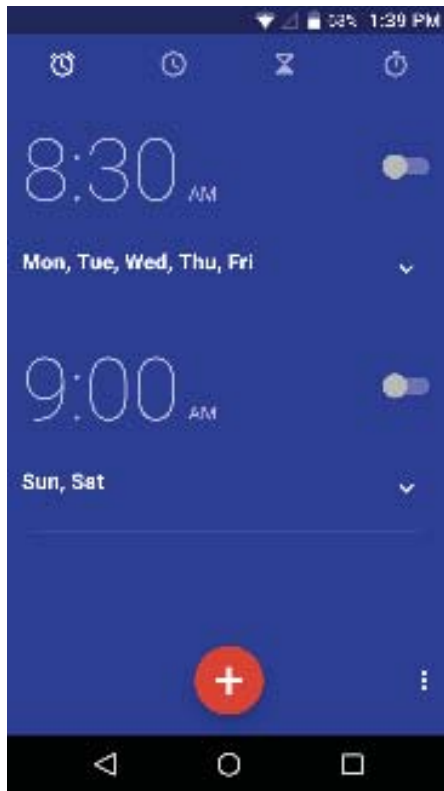 1:39 PM
8:30 AM
Mon, Tue, Wed, Thu, Fri
9:00 AM
Sun, Sat